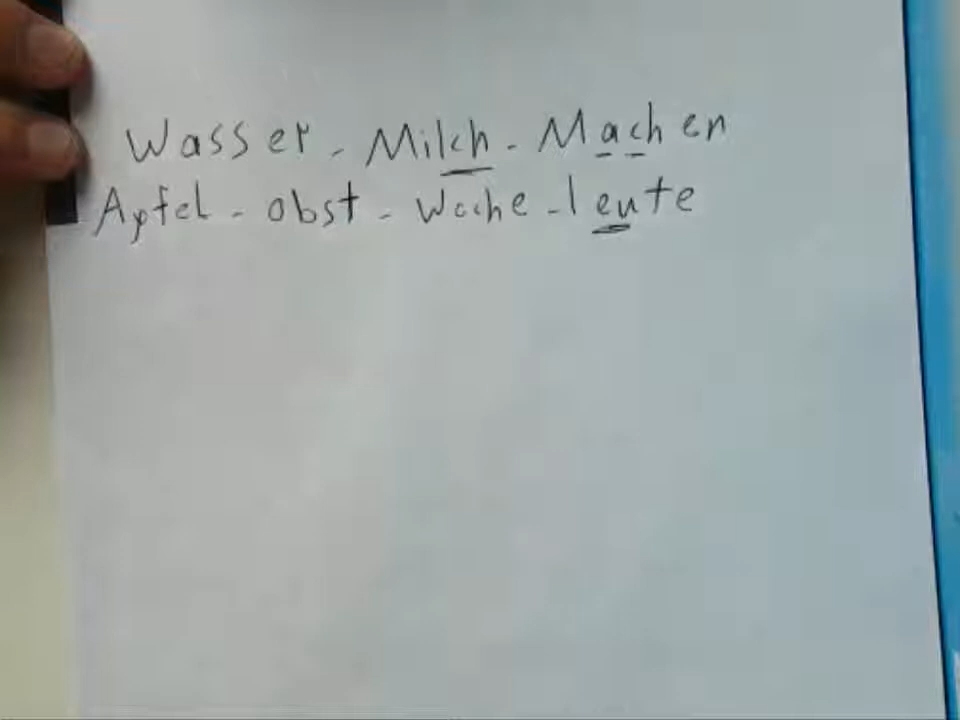 Wasser - Milch - Machen
Apfel - obst - Woche - leute